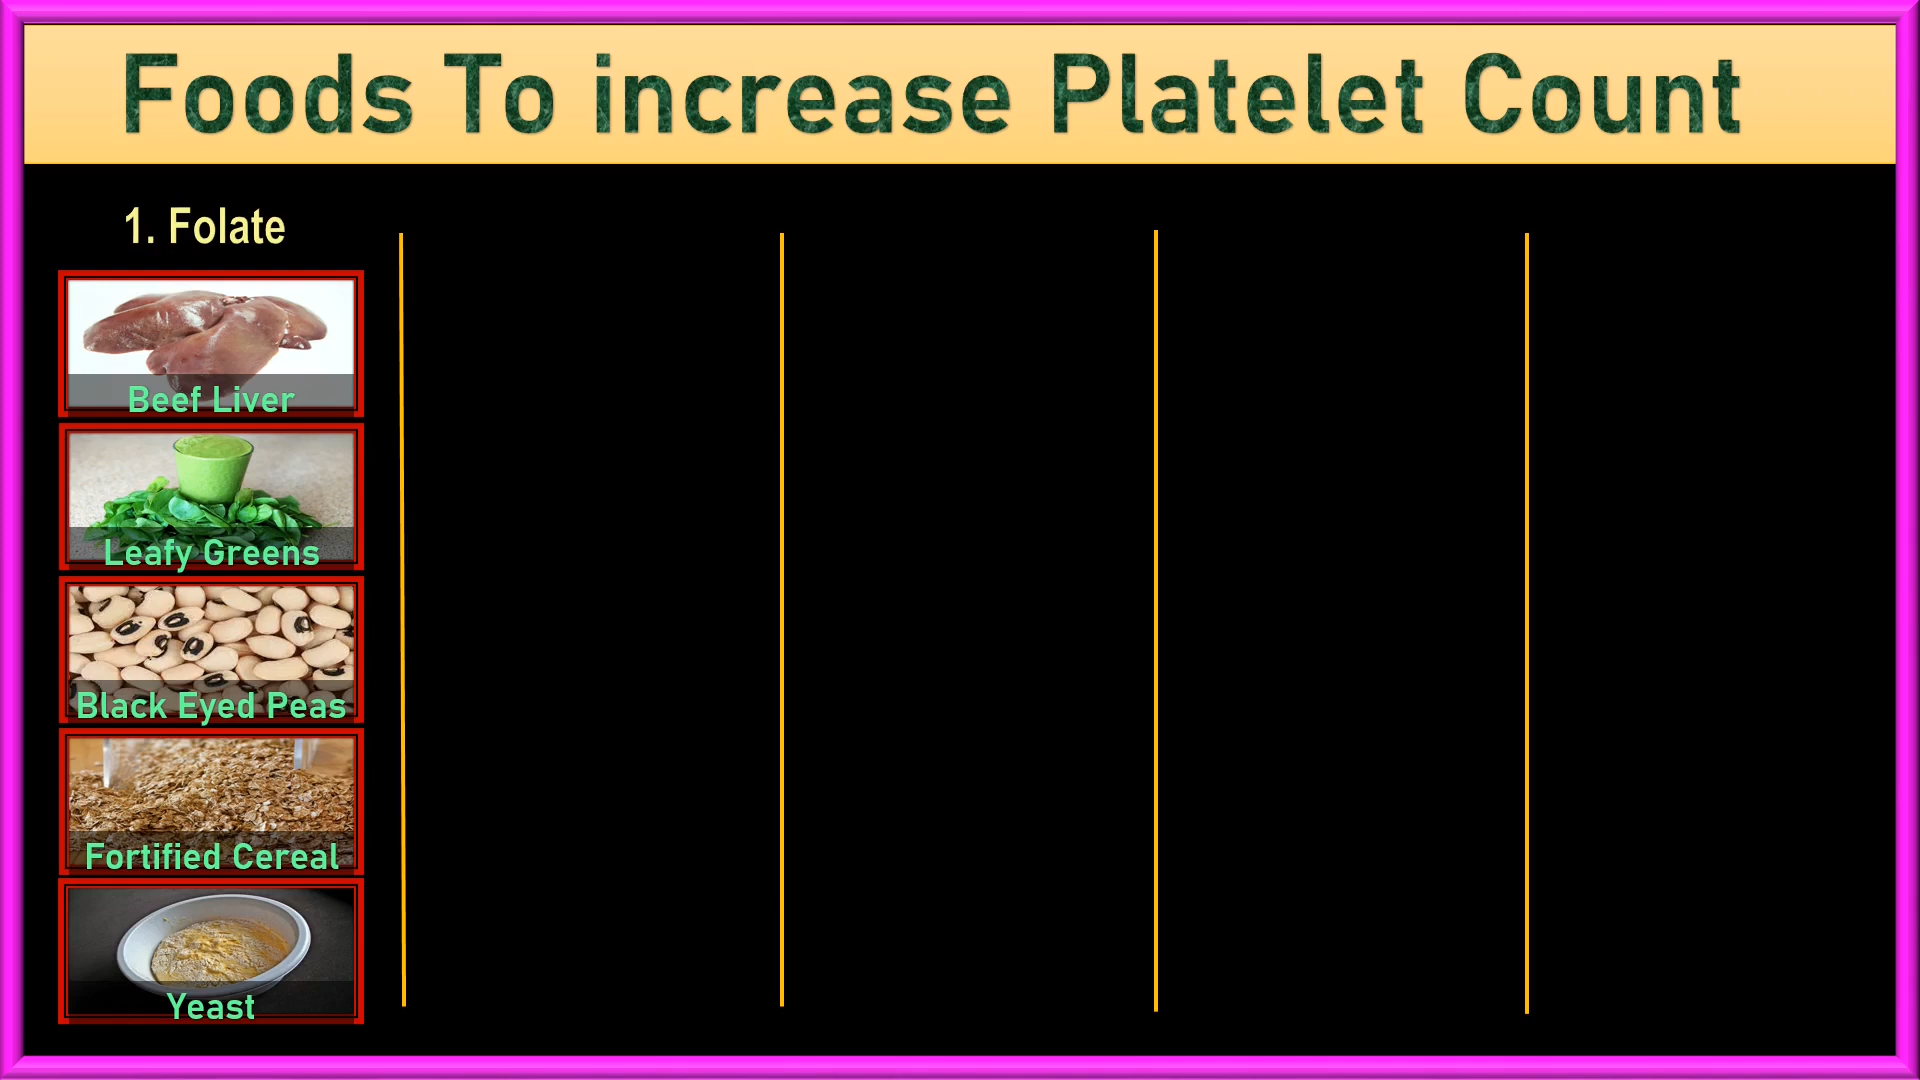 Foods To increase Platelet Count
1. Folate
Beef Liver
Leafy Greens
Black Eyed Peas
Fortified Cereal
Yeast